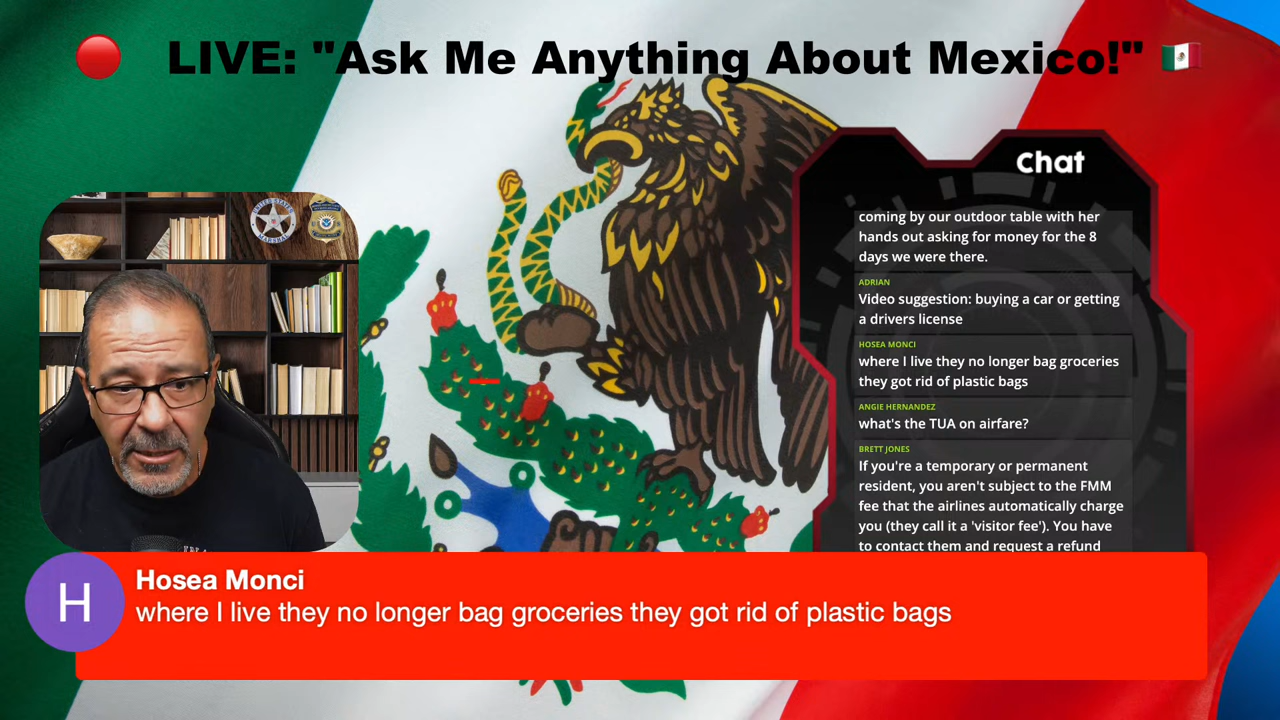 LIVE: "Ask Me Anything About Mexico!"
chat
coming by our outdoor table with her
hands out asking for money for the 8
days we were there.
ADRIAN
Video suggestion: buying a car or getting
a drivers license
HOSEA MONCI
where I live they no longer bag groceries
they got rid of plastic bags
ANGIE HERNANDEZ
what's the TUA on airfare?
BRETT JONES
If you're a temporary or permanent
resident, you aren't subject to the FMM
fee that the airlines automatically charge
you (they call it a 'visitor fee'). You have
to contact them and request a refund
H
Hosea Monci
where I live they no longer bag groceries they got rid of plastic bags